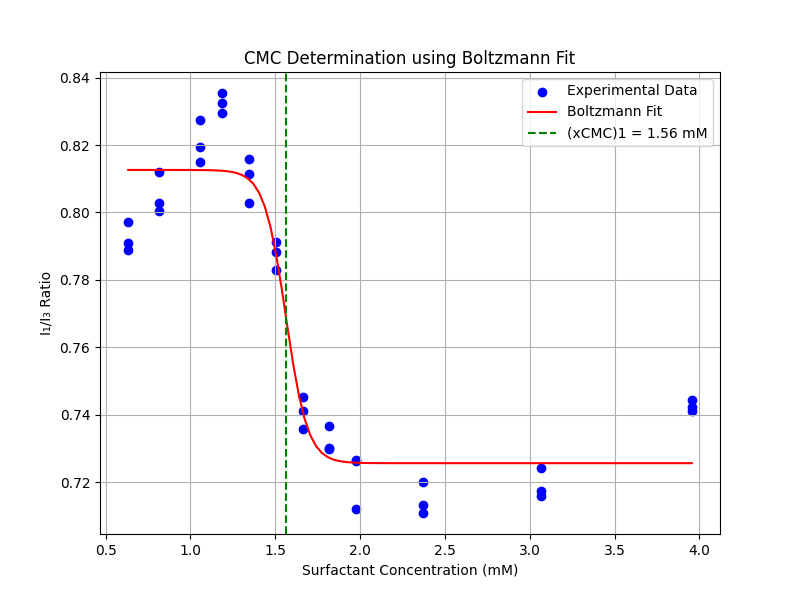 CMC Determination using Boltzmann Fit
Experimental Data
Boltzmann Fit
(xCMC)1 = 1.56 mM
I₁/I₃ Ratio
0.84
0.82
0.80
0.78
0.76
0.74
0.72
0.5 1.0 1.5 2.0 2.5 3.0 3.5 4.0
Surfactant Concentration (mM)